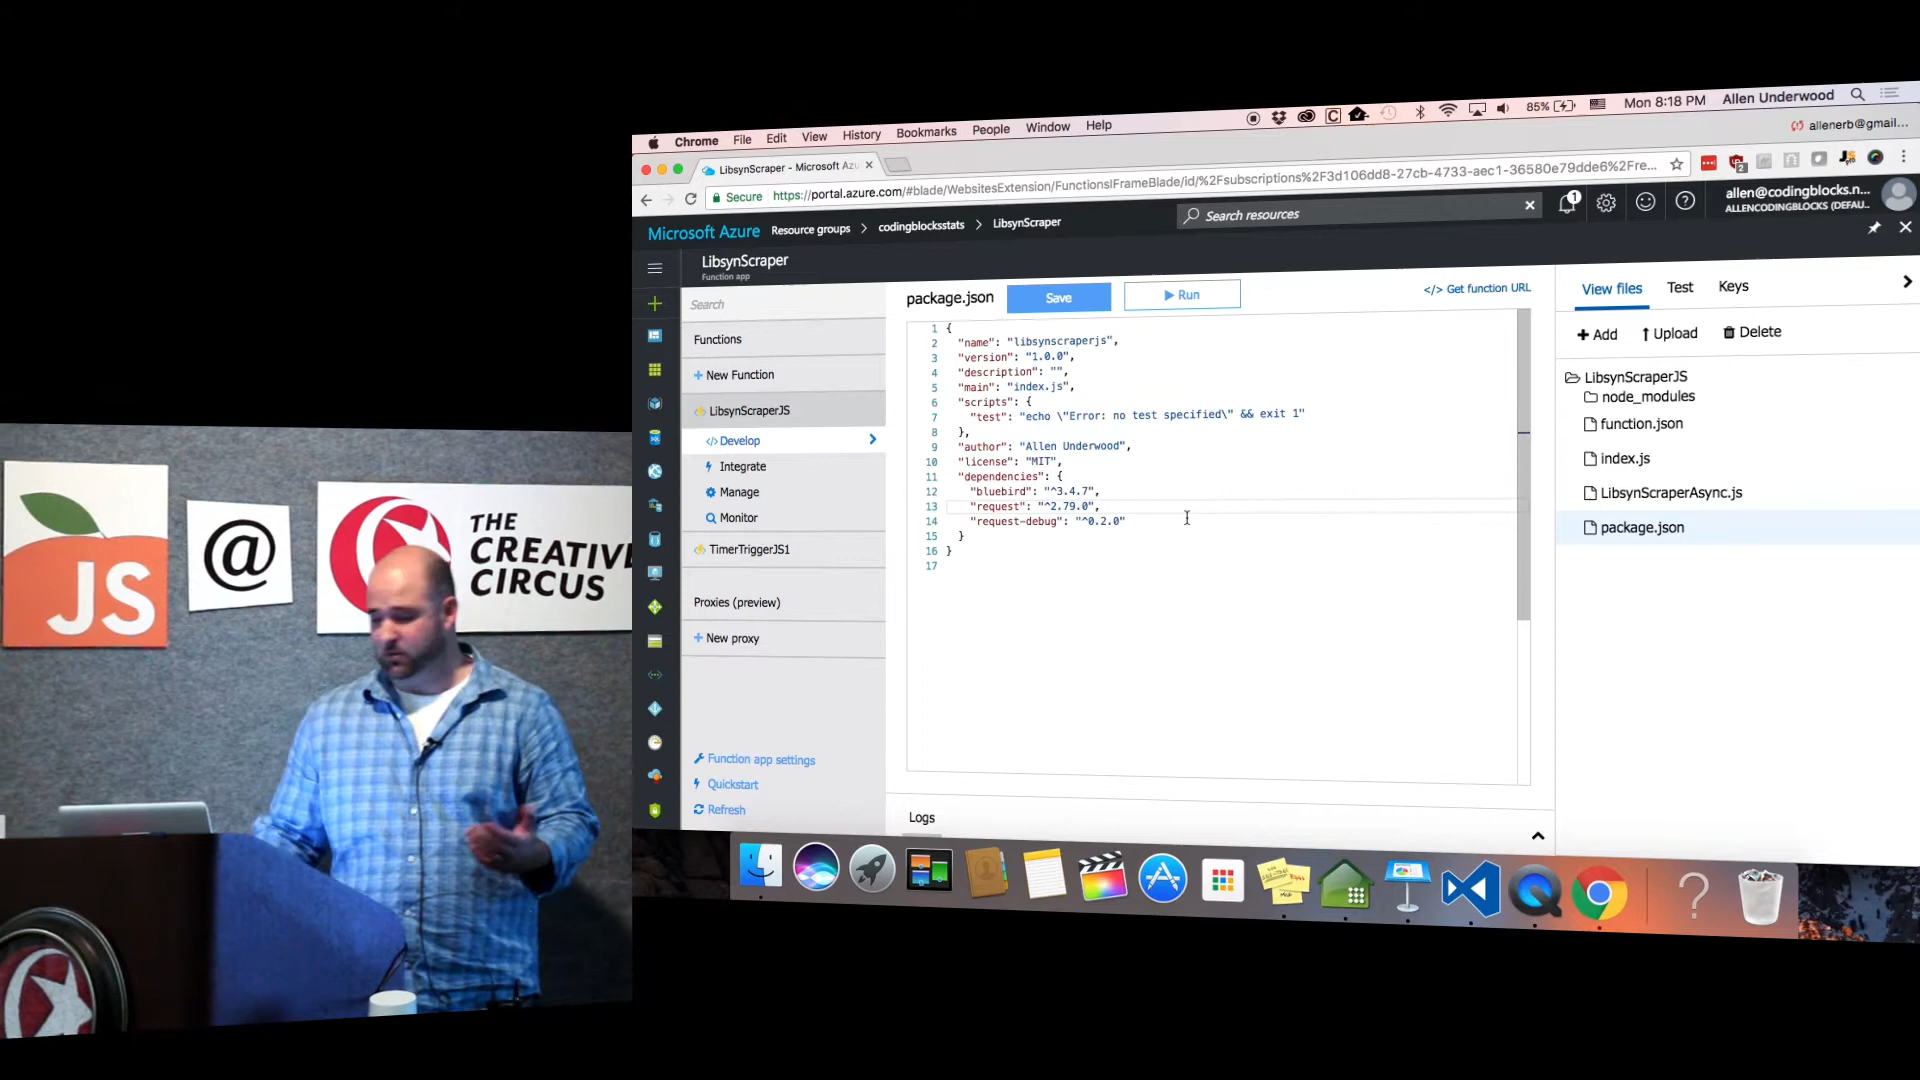 Chrome File Edit View History Bookmarks People Window Help
85% Mon 8:18 PM Allen Underwood
LibsynScraper - Microsoft Azu
allenerb@gmail...
Secure https://portal.azure.com/#blade/WebsitesExtension/FunctionsIFrameBlade/id/%2Fsubscriptions%2F3d106dd8-27cb-4733-aec1-36580e79dde6%2Fre...
Microsoft Azure Resource groups > codingblocksstats > LibsynScraper
Search resources
1
allen@codingblocks.n...
ALLENCODINGBLOCKS (DEFAU...
LibsynScraper
Function app
Search
Functions
+ New Function
LibsynScraperJS
</> Develop
Integrate
Manage
Monitor
TimerTriggerJS1
Proxies (preview)
+ New proxy
Function app settings
Quickstart
Refresh
package.json Save Run
</> Get function URL
1 {
2 "name": "libsynscraperjs",
3 "version": "1.0.0",
4 "description": "",
5 "main": "index.js",
6 "scripts": {
7 "test": "echo \"Error: no test specified\" && exit 1"
8 },
9 "author": "Allen Underwood",
10 "license": "MIT",
11 "dependencies": {
12 "bluebird": "^3.4.7",
13 "request": "^2.79.0",
14 "request-debug": "^0.2.0"
15 }
16 }
17
Logs
View files Test Keys
+ Add Upload Delete
LibsynScraperJS
node_modules
function.json
index.js
LibsynScraperAsync.js
package.json
JS
@
THE
CREATIVE
CIRCUS